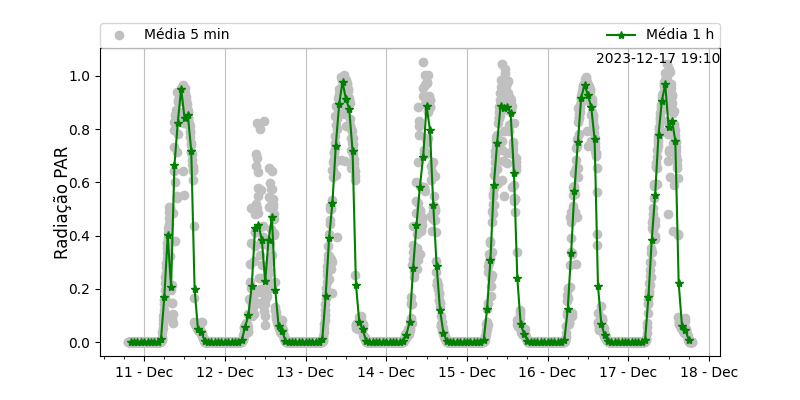 Média 5 min
Média 1 h
2023-12-17 19:10
Radiação PAR
1.0
0.8
0.6
0.4
0.2
0.0
11 - Dec
12 - Dec
13 - Dec
14 - Dec
15 - Dec
16 - Dec
17 - Dec
18 - Dec